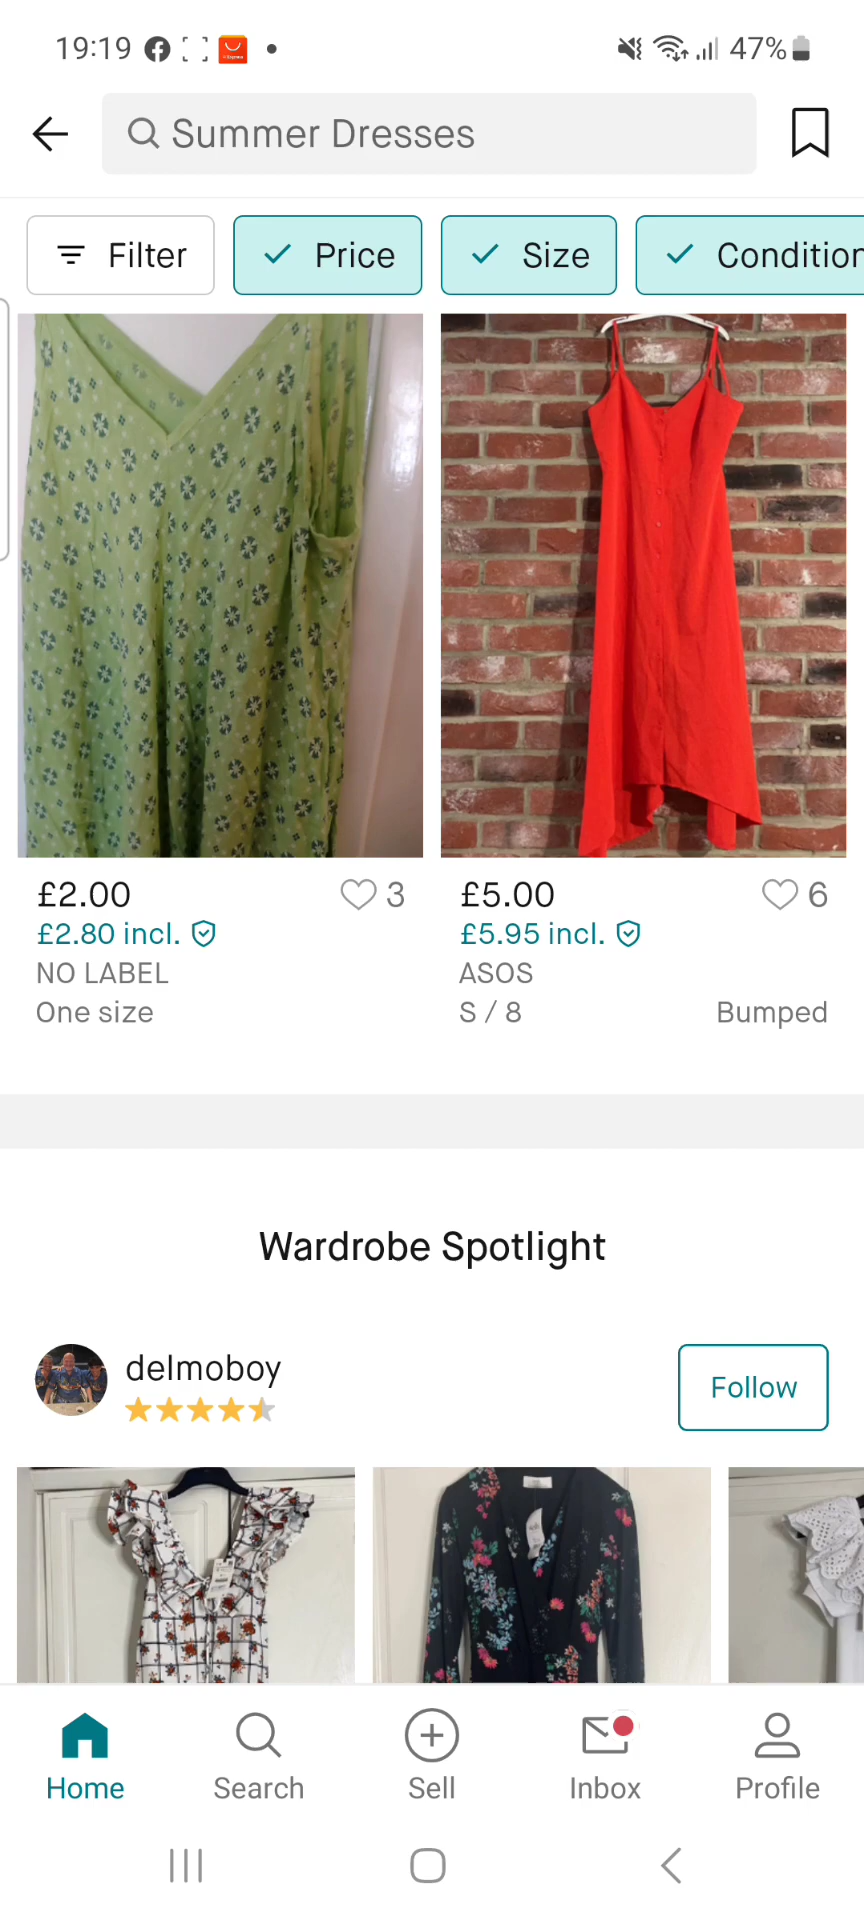 19:19
47%
Summer Dresses
Filter
Price
Size
Condition
£2.00
3
£2.80 incl.
NO LABEL
One size
£5.00
6
£5.95 incl.
ASOS
S / 8
Bumped
Wardrobe Spotlight
delmoboy
Follow
Home
Search
Sell
Inbox
Profile